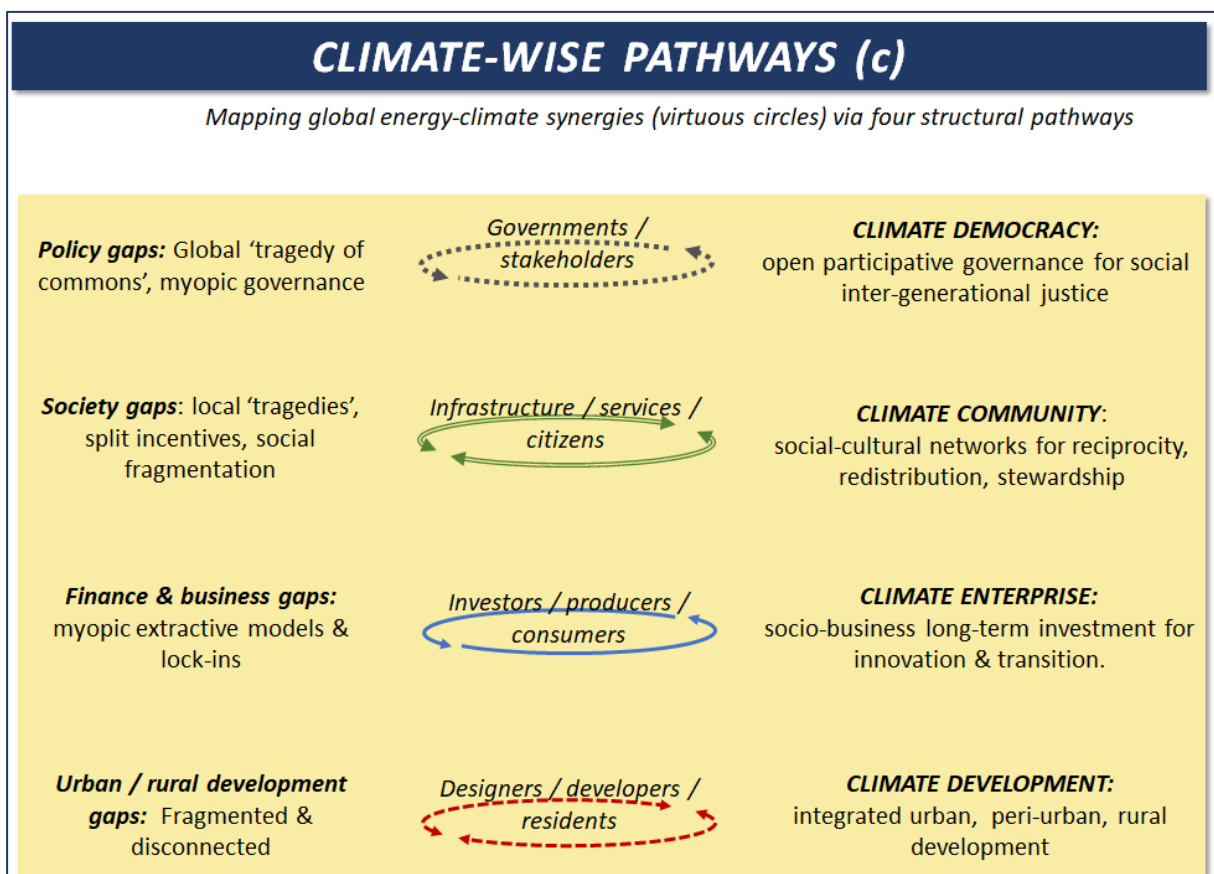 CLIMATE-WISE PATHWAYS (c)
Mapping global energy-climate synergies (virtuous circles) via four structural pathways
Policy gaps: Global ‘tragedy of
commons’, myopic governance
Governments /
stakeholders
CLIMATE DEMOCRACY:
open participative governance for social
inter-generational justice
Society gaps: local ‘tragedies’,
split incentives, social
fragmentation
Infrastructure / services /
citizens
CLIMATE COMMUNITY:
social-cultural networks for reciprocity,
redistribution, stewardship
Finance & business gaps:
myopic extractive models &
lock-ins
Investors / producers /
consumers
CLIMATE ENTERPRISE:
socio-business long-term investment for
innovation & transition.
Urban / rural development
gaps: Fragmented &
disconnected
Designers / developers /
residents
CLIMATE DEVELOPMENT:
integrated urban, peri-urban, rural
development